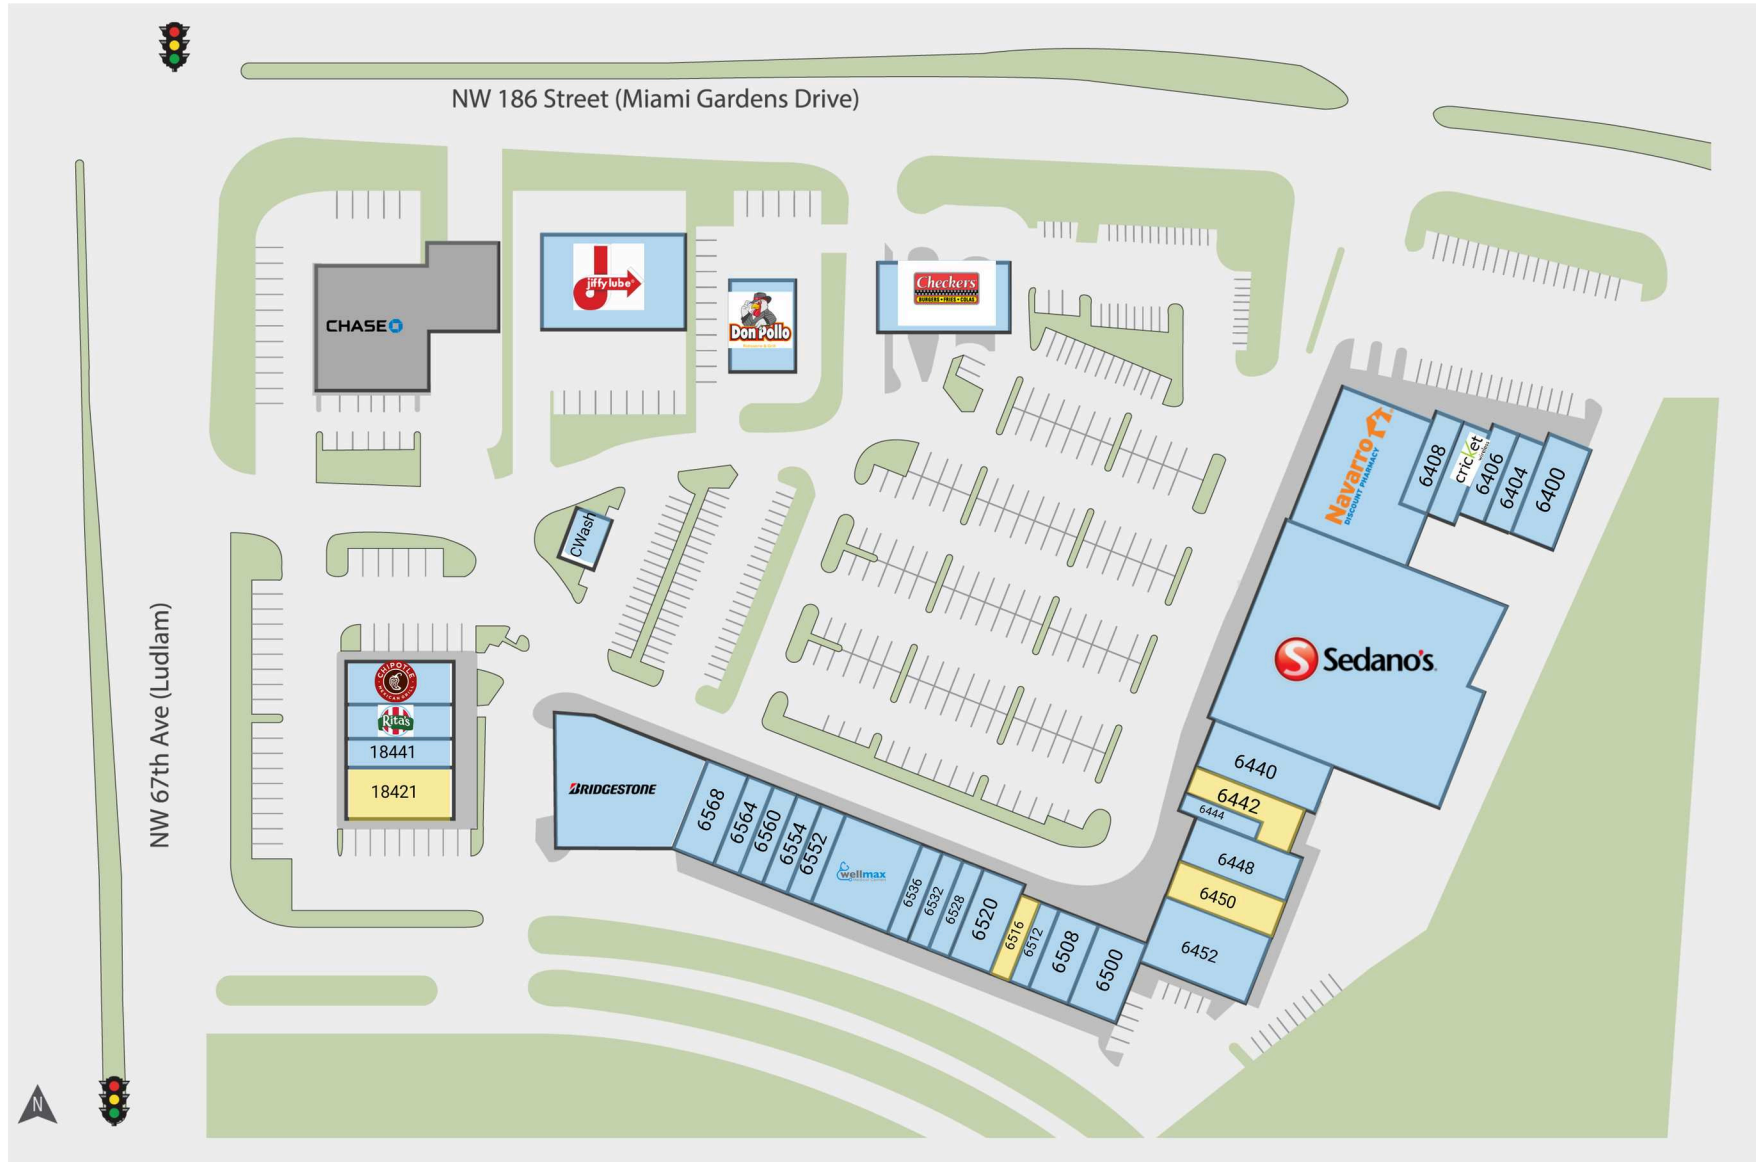 NW 186 Street (Miami Gardens Drive)
CHASE
jiffy lube
Don Pollo
Checkers
BURGERS • FRIES • COLAS
Navarro
DISCOUNT PHARMACY
6408
cricket
6406
6404
6400
CWash
NW 67th Ave (Ludlam)
CHIPOTLE
MEXICAN GRILL
Rita's
18441
18421
Sedano's
BRIDGESTONE
6568
6564
6560
6554
6552
wellmax
6536
6532
6528
6520
6516
6512
6508
6500
6440
6442
6444
6448
6450
6452
N